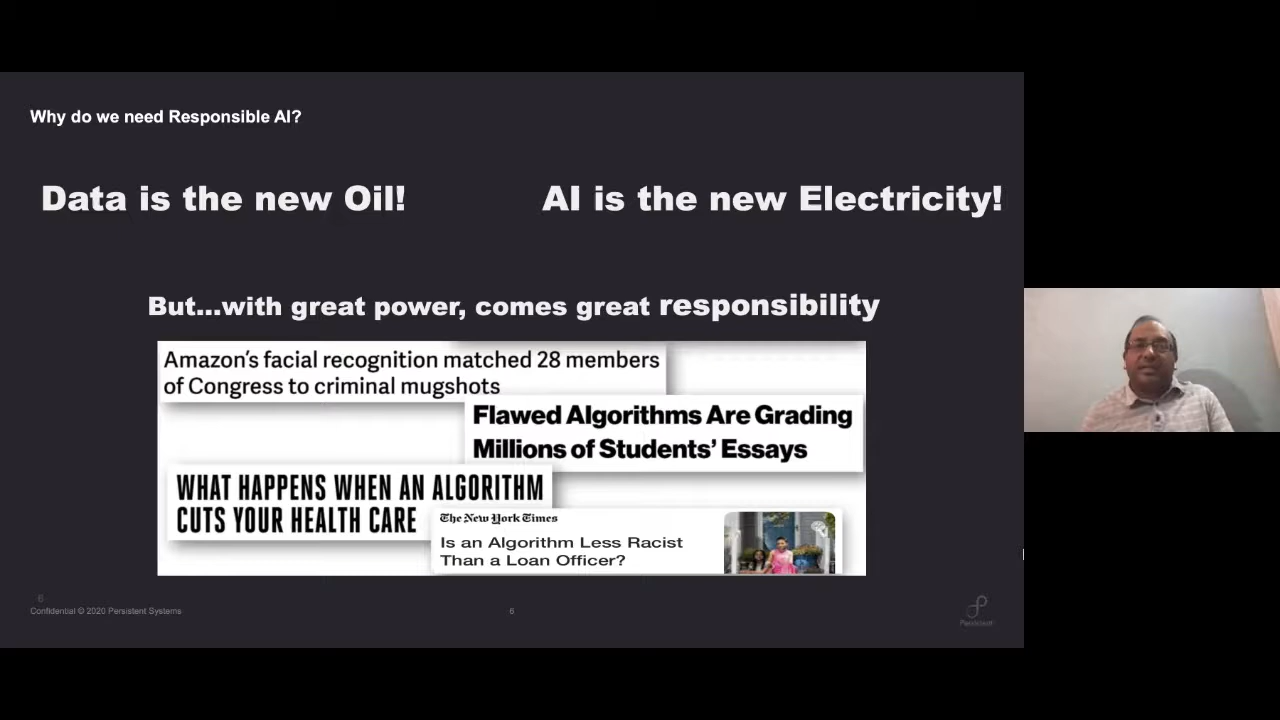 Why do we need Responsible AI?
Data is the new Oil!
AI is the new Electricity!
But...with great power, comes great responsibility
Amazon's facial recognition matched 28 members
of Congress to criminal mugshots
Flawed Algorithms Are Grading
Millions of Students' Essays
WHAT HAPPENS WHEN AN ALGORITHM
CUTS YOUR HEALTH CARE
The New York Times
Is an Algorithm Less Racist
Than a Loan Officer?
6
Confidential © 2020 Persistent Systems
6
Persistent